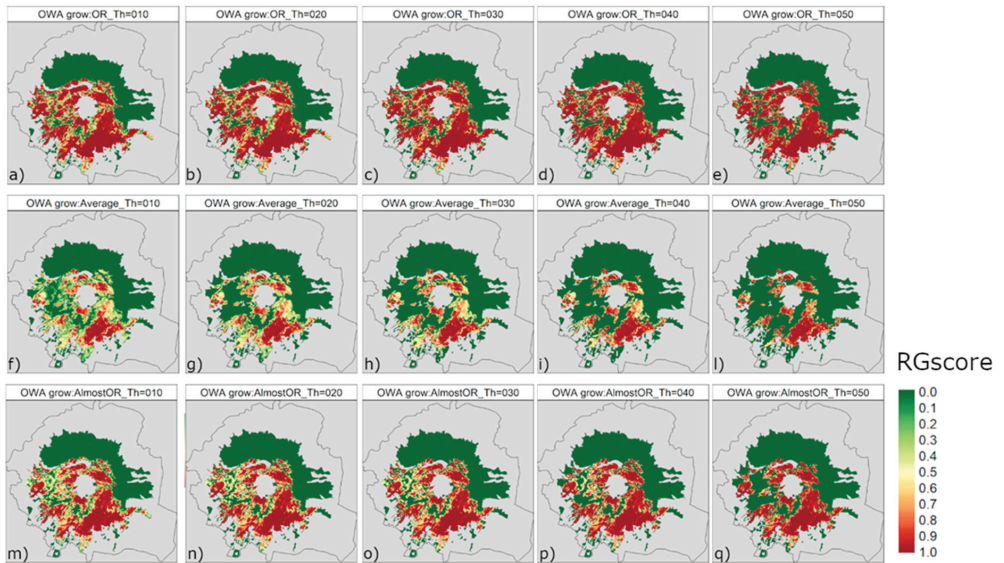 OWA grow:OR_Th=010
OWA grow:OR_Th=020
OWA grow:OR_Th=030
OWA grow:OR_Th=040
OWA grow:OR_Th=050
a)
b)
c)
d)
e)
OWA grow:Average_Th=010
OWA grow:Average_Th=020
OWA grow:Average_Th=030
OWA grow:Average_Th=040
OWA grow:Average_Th=050
f)
g)
h)
i)
l)
OWA grow:AlmostOR_Th=010
OWA grow:AlmostOR_Th=020
OWA grow:AlmostOR_Th=030
OWA grow:AlmostOR_Th=040
OWA grow:AlmostOR_Th=050
m)
n)
o)
p)
q)
RGscore
0.0
0.1
0.2
0.3
0.4
0.5
0.6
0.7
0.8
0.9
1.0